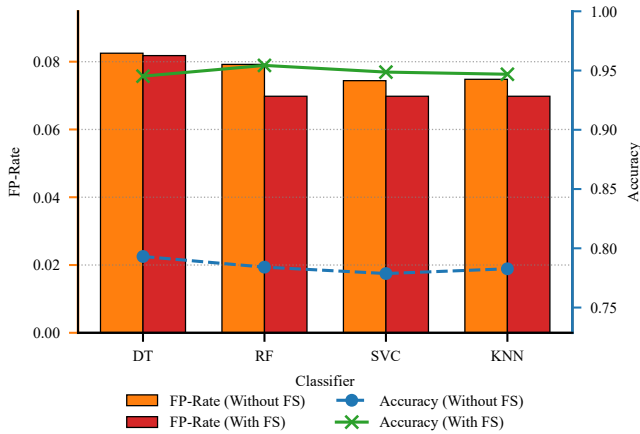 1.00
0.08
0.95
0.06
0.90
FP-Rate
0.85
Accuracy
0.04
0.80
0.02
0.75
0.00
DT RF SVC KNN
Classifier
FP-Rate (Without FS) Accuracy (Without FS)
FP-Rate (With FS) Accuracy (With FS)